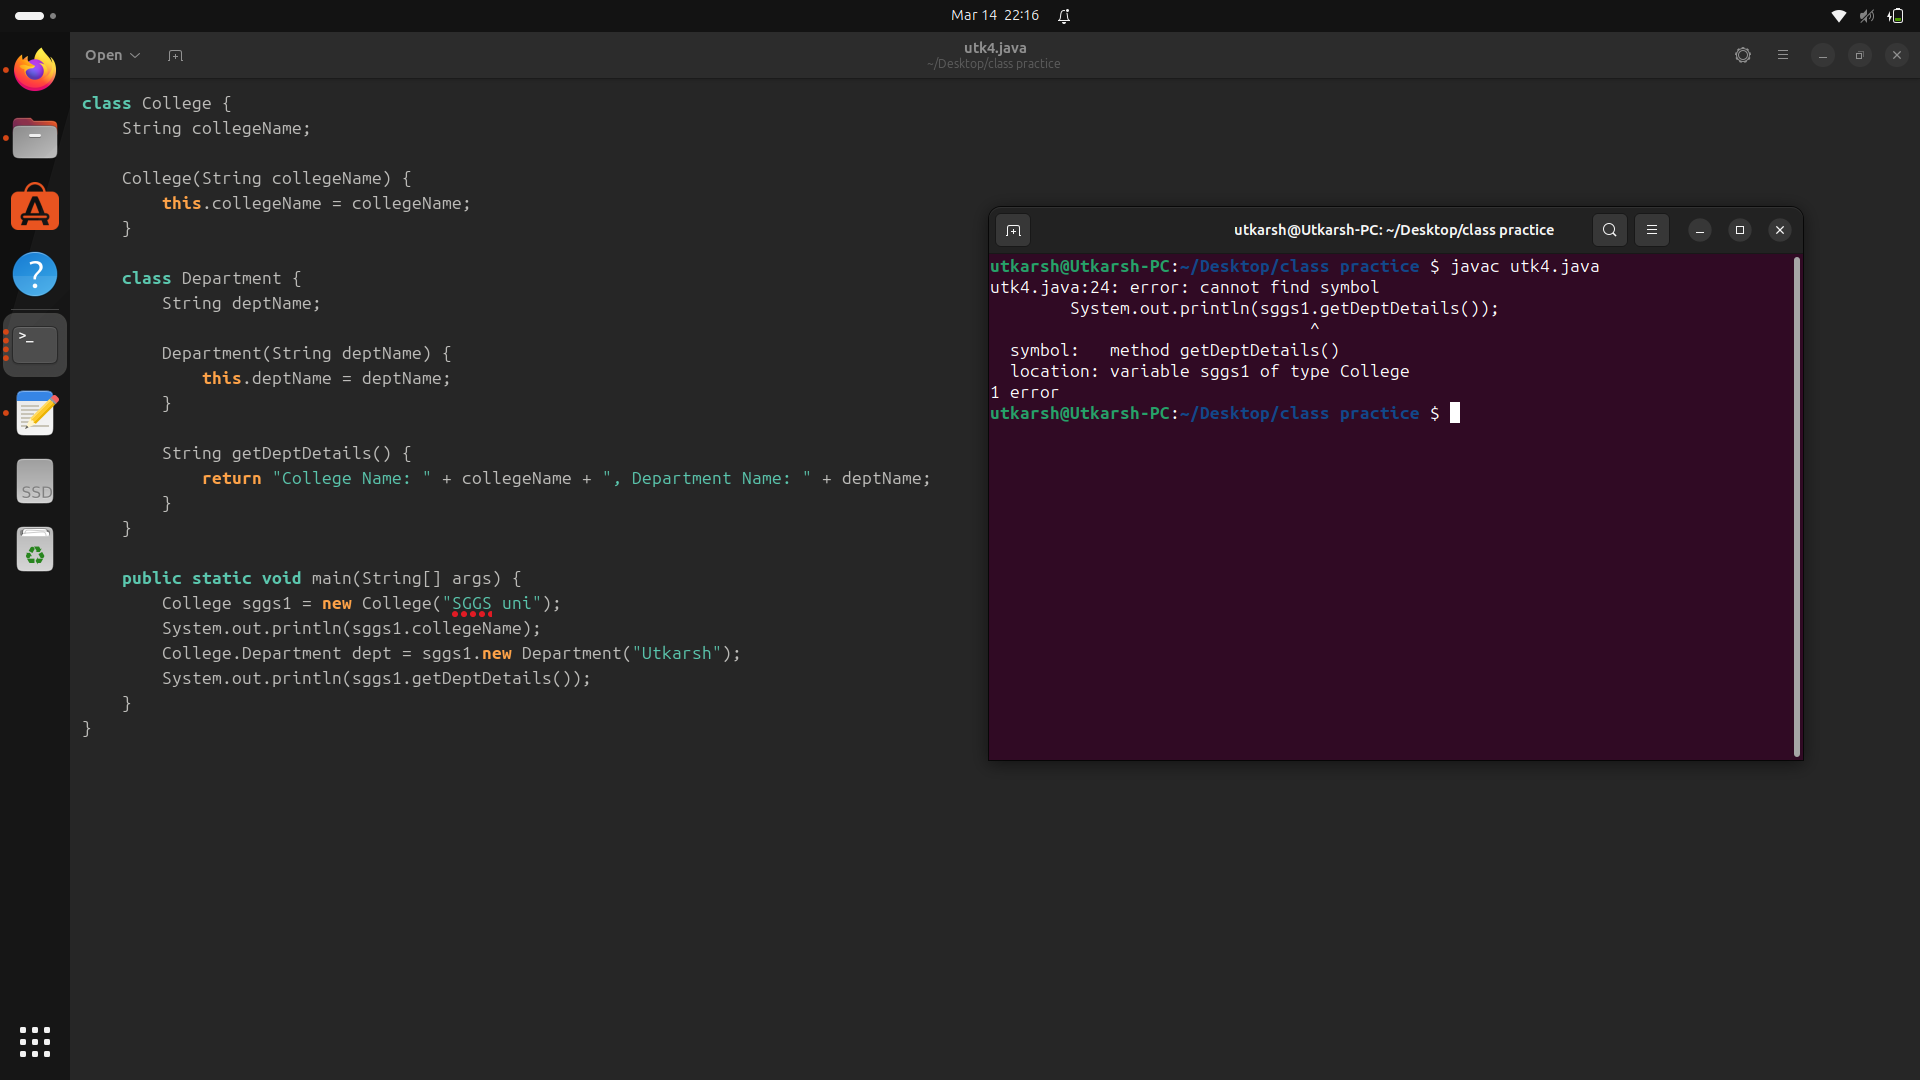 Mar 14 22:16
Open
utk4.java
~/Desktop/class practice
class College {
    String collegeName;

    College(String collegeName) {
        this.collegeName = collegeName;
    }

    class Department {
        String deptName;

        Department(String deptName) {
            this.deptName = deptName;
        }

        String getDeptDetails() {
            return "College Name: " + collegeName + ", Department Name: " + deptName;
        }
    }

    public static void main(String[] args) {
        College sggs1 = new College("SGGS uni");
        System.out.println(sggs1.collegeName);
        College.Department dept = sggs1.new Department("Utkarsh");
        System.out.println(sggs1.getDeptDetails());
    }
}
utkarsh@Utkarsh-PC: ~/Desktop/class practice
utkarsh@Utkarsh-PC:~/Desktop/class practice $ javac utk4.java
utk4.java:24: error: cannot find symbol
        System.out.println(sggs1.getDeptDetails());
                                ^
  symbol:   method getDeptDetails()
  location: variable sggs1 of type College
1 error
utkarsh@Utkarsh-PC:~/Desktop/class practice $
>_
SSD